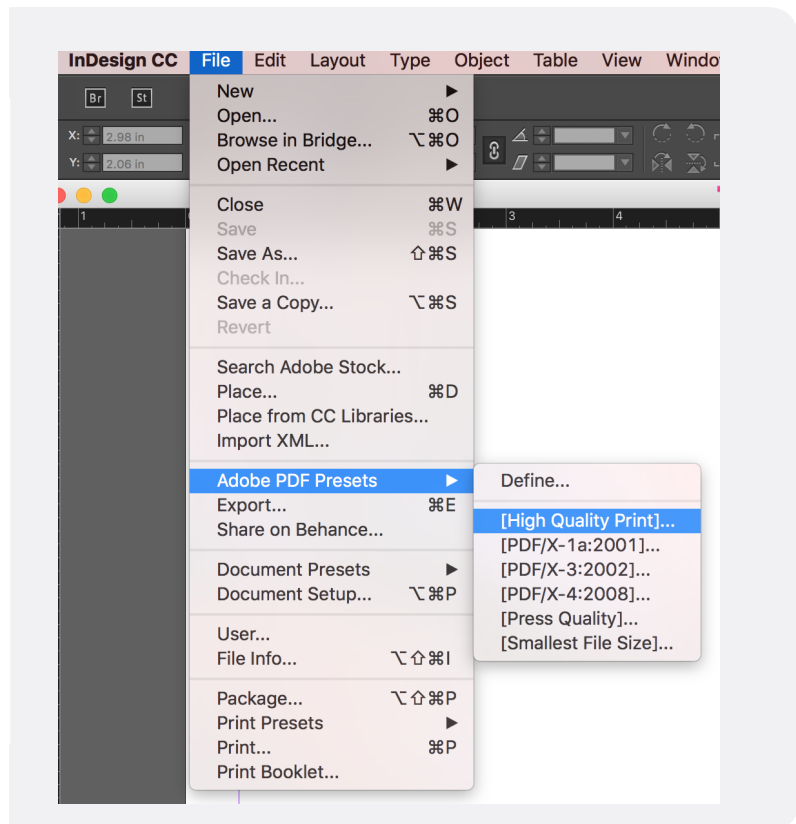 InDesign CC File Edit Layout Type Object Table View Windo
Br St
X: 2.98 in
Y: 2.06 in
1 3 4
New ▶
Open... ⌘O
Browse in Bridge... ⌥⌘O
Open Recent ▶
Close ⌘W
Save ⌘S
Save As... ⇧⌘S
Check In...
Save a Copy... ⌥⌘S
Revert
Search Adobe Stock...
Place... ⌘D
Place from CC Libraries...
Import XML...
Adobe PDF Presets ▶
Export... ⌘E
Share on Behance...
Document Presets ▶
Document Setup... ⌥⌘P
User...
File Info... ⌥⇧⌘I
Package... ⌥⇧⌘P
Print Presets ▶
Print... ⌘P
Print Booklet...
Define...
[High Quality Print]...
[PDF/X-1a:2001]...
[PDF/X-3:2002]...
[PDF/X-4:2008]...
[Press Quality]...
[Smallest File Size]...